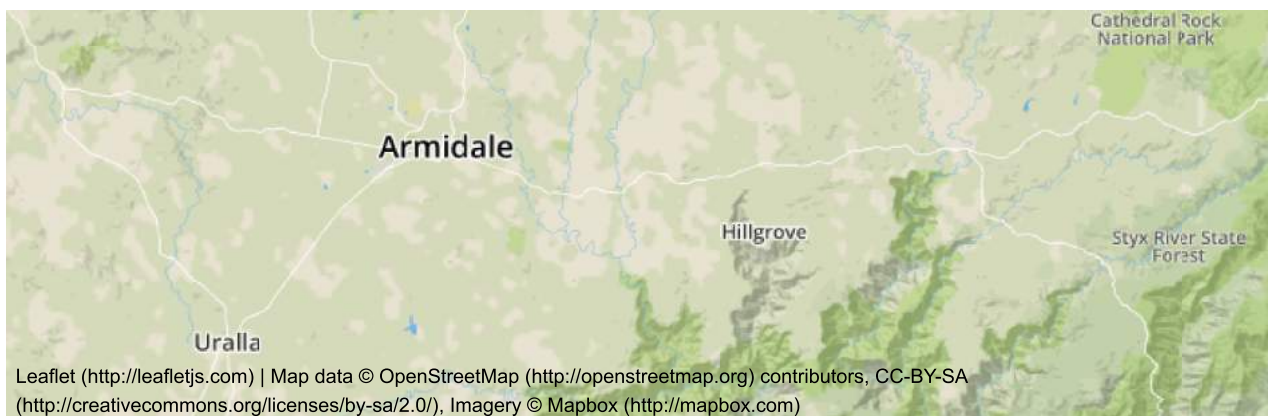 Cathedral Rock
National Park
Armidale
Hillgrove
Styx River State
Forest
Uralla
Leaflet (http://leafletjs.com) | Map data © OpenStreetMap (http://openstreetmap.org) contributors, CC-BY-SA
(http://creativecommons.org/licenses/by-sa/2.0/), Imagery © Mapbox (http://mapbox.com)